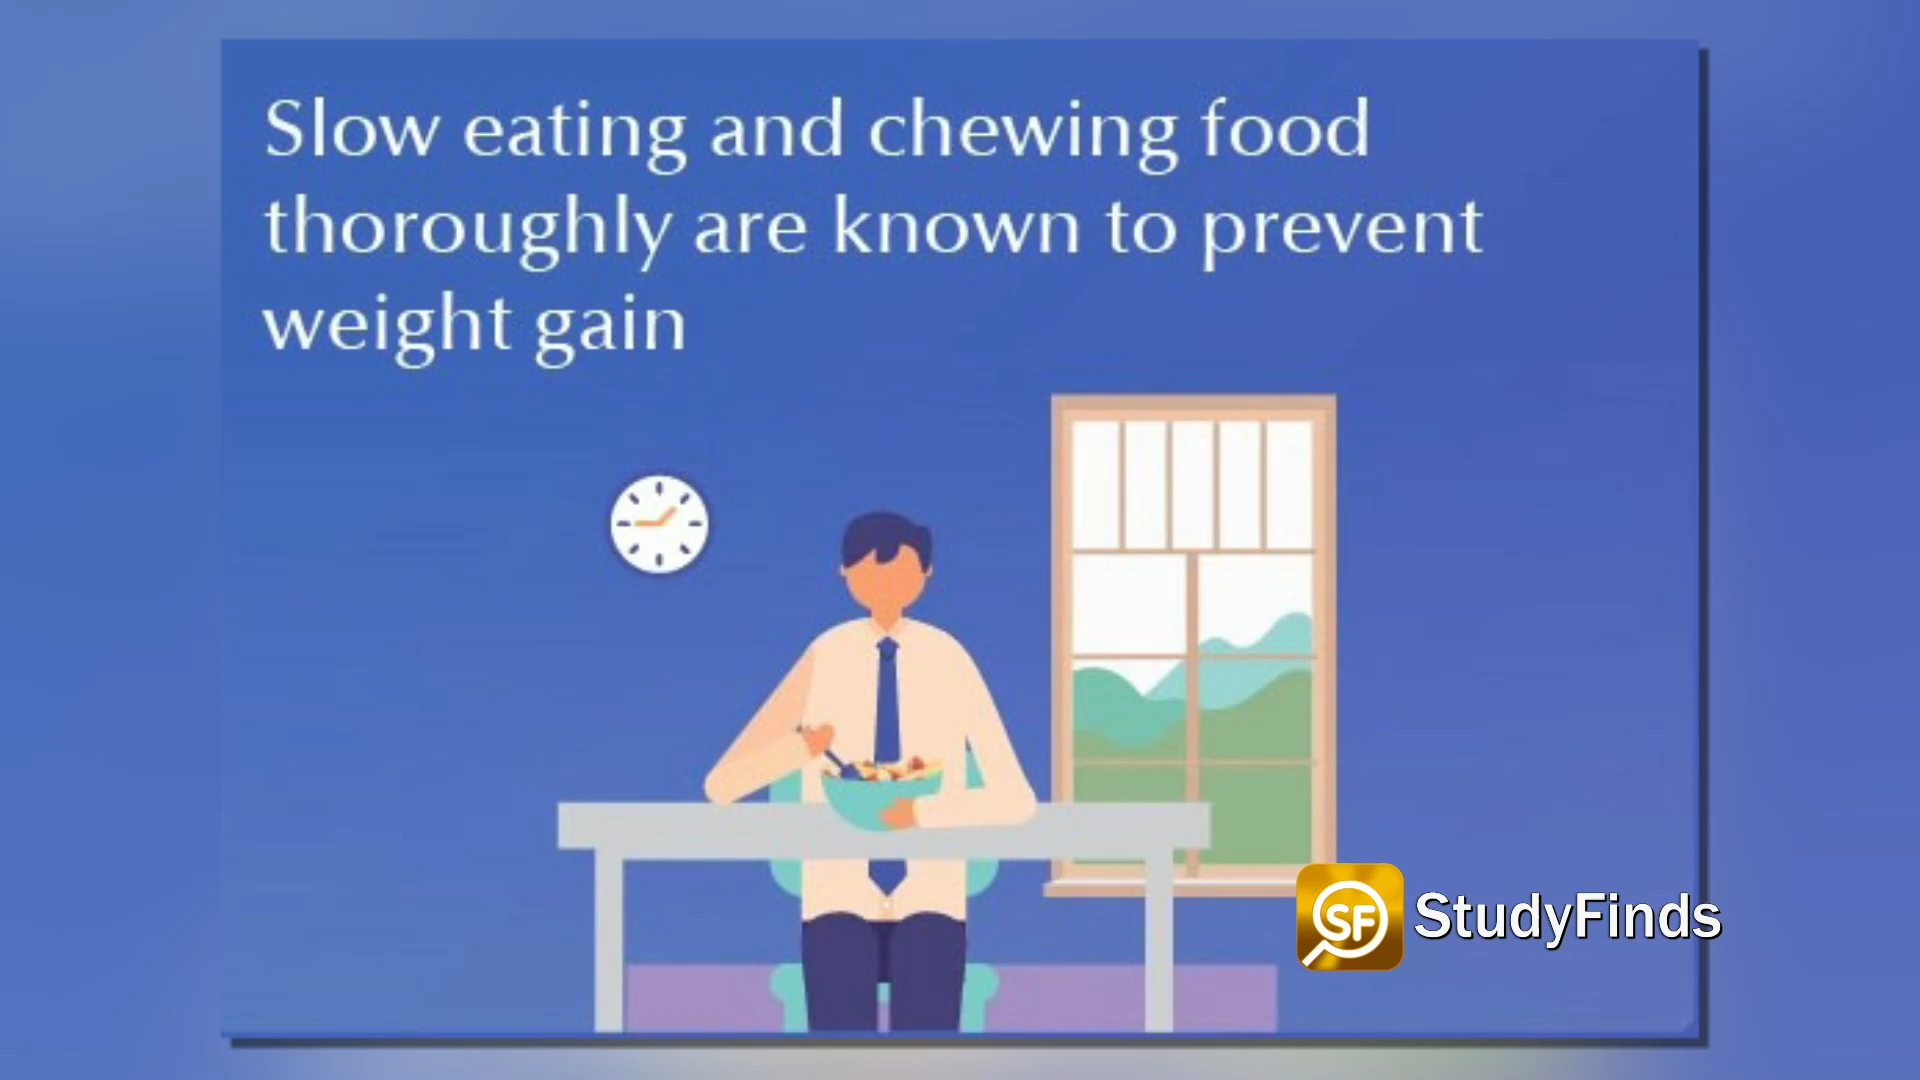 Slow eating and chewing food
thoroughly are known to prevent
weight gain
SF StudyFinds